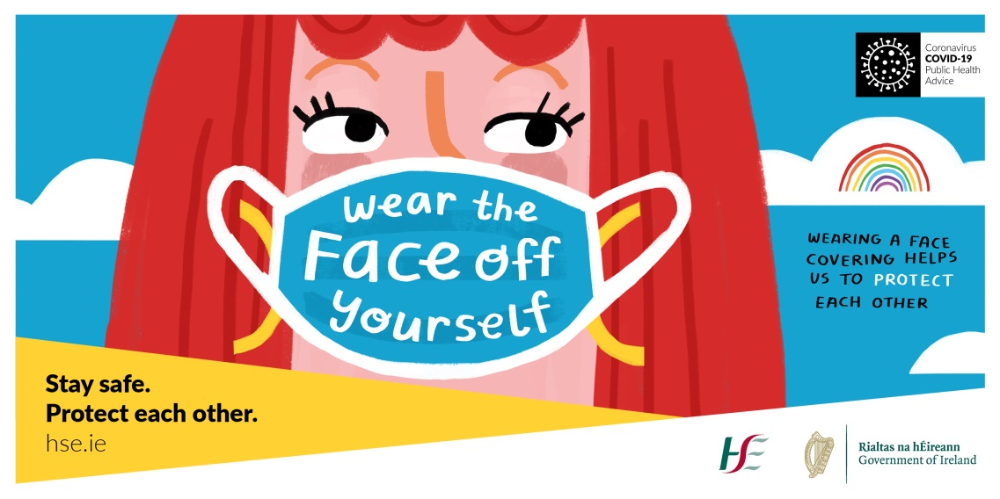 Coronavirus
COVID-19
Public Health
Advice
wear the
Face off
yourself
WEARING A FACE
COVERING HELPS
US TO PROTECT
EACH OTHER
Stay safe.
Protect each other.
hse.ie
HSE
Rialtas na hÉireann
Government of Ireland